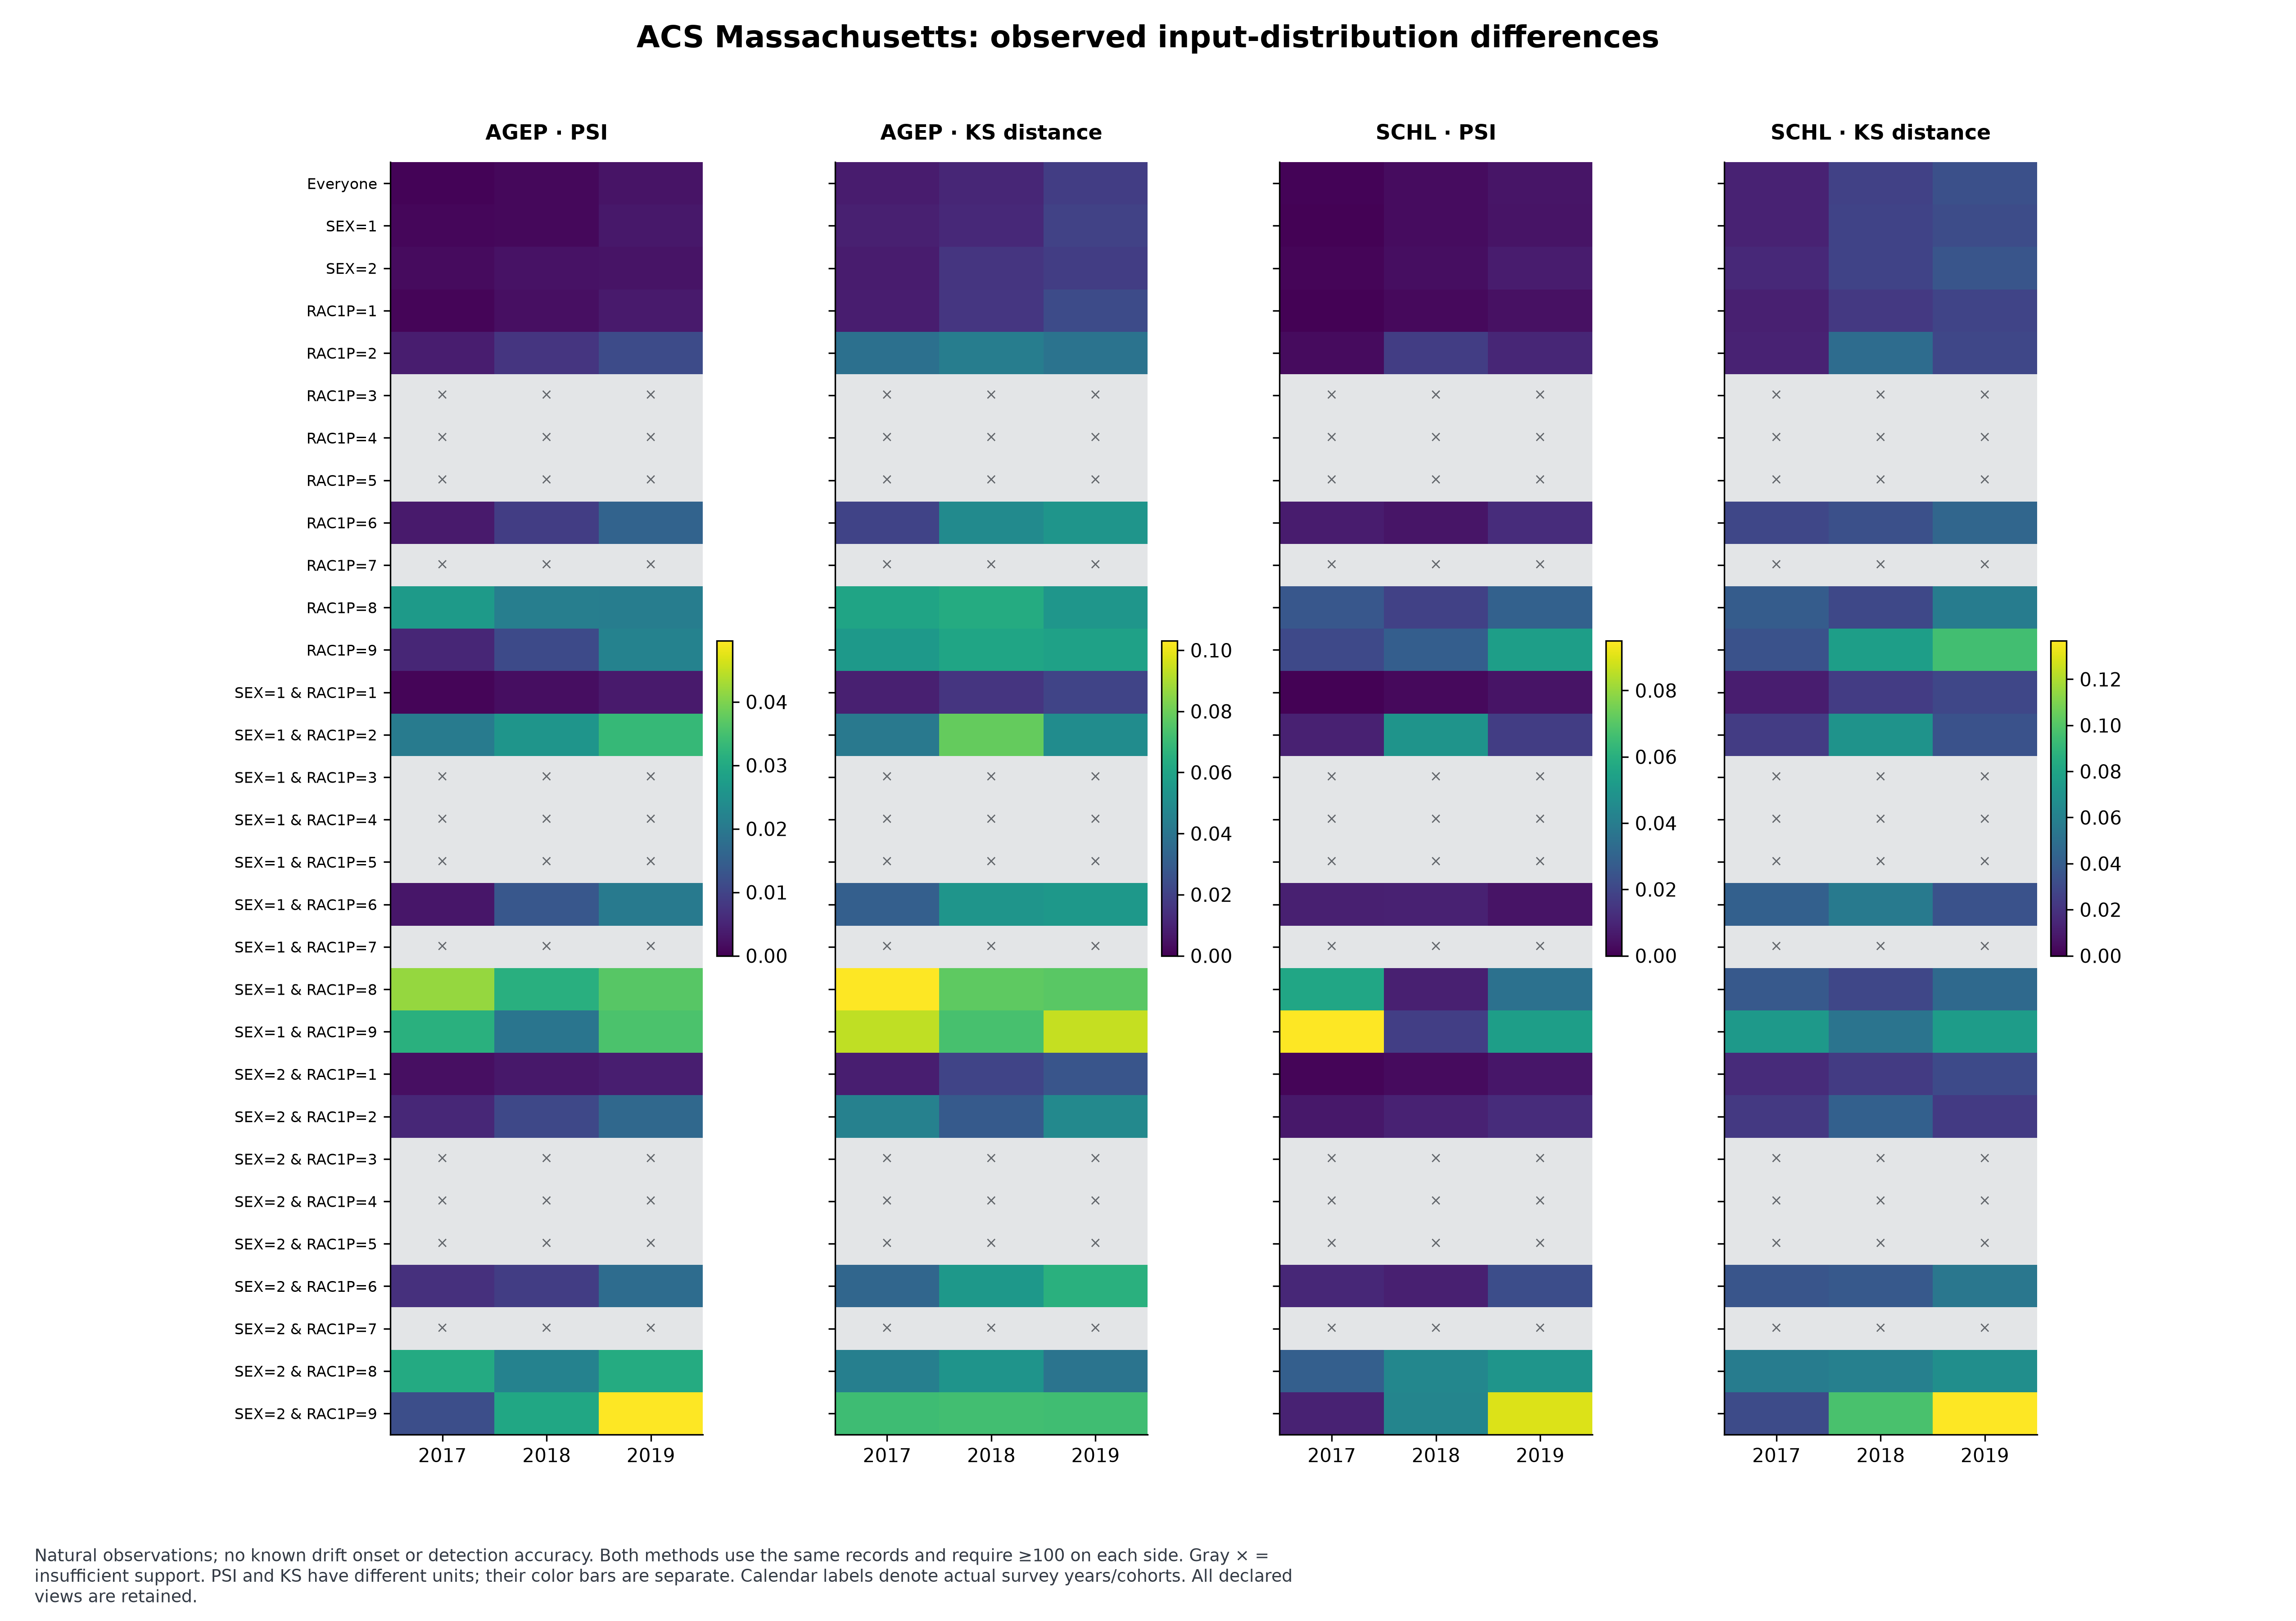 ACS Massachusetts: observed input-distribution differences
AGEP · PSI
AGEP · KS distance
SCHL · PSI
SCHL · KS distance
Everyone
SEX=1
SEX=2
RAC1P=1
RAC1P=2
RAC1P=3
× × × × × × × × × × × ×
RAC1P=4
× × × × × × × × × × × ×
RAC1P=5
× × × × × × × × × × × ×
RAC1P=6
RAC1P=7
× × × × × × × × × × × ×
RAC1P=8
RAC1P=9
SEX=1 & RAC1P=1
SEX=1 & RAC1P=2
SEX=1 & RAC1P=3
× × × × × × × × × × × ×
SEX=1 & RAC1P=4
× × × × × × × × × × × ×
SEX=1 & RAC1P=5
× × × × × × × × × × × ×
SEX=1 & RAC1P=6
SEX=1 & RAC1P=7
× × × × × × × × × × × ×
SEX=1 & RAC1P=8
SEX=1 & RAC1P=9
SEX=2 & RAC1P=1
SEX=2 & RAC1P=2
SEX=2 & RAC1P=3
× × × × × × × × × × × ×
SEX=2 & RAC1P=4
× × × × × × × × × × × ×
SEX=2 & RAC1P=5
× × × × × × × × × × × ×
SEX=2 & RAC1P=6
SEX=2 & RAC1P=7
× × × × × × × × × × × ×
SEX=2 & RAC1P=8
SEX=2 & RAC1P=9
0.04
0.03
0.02
0.01
0.00
0.10
0.08
0.06
0.04
0.02
0.00
0.08
0.06
0.04
0.02
0.00
0.12
0.10
0.08
0.06
0.04
0.02
0.00
2017 2018 2019
2017 2018 2019
2017 2018 2019
2017 2018 2019
Natural observations; no known drift onset or detection accuracy. Both methods use the same records and require ≥100 on each side. Gray × =
insufficient support. PSI and KS have different units; their color bars are separate. Calendar labels denote actual survey years/cohorts. All declared
views are retained.